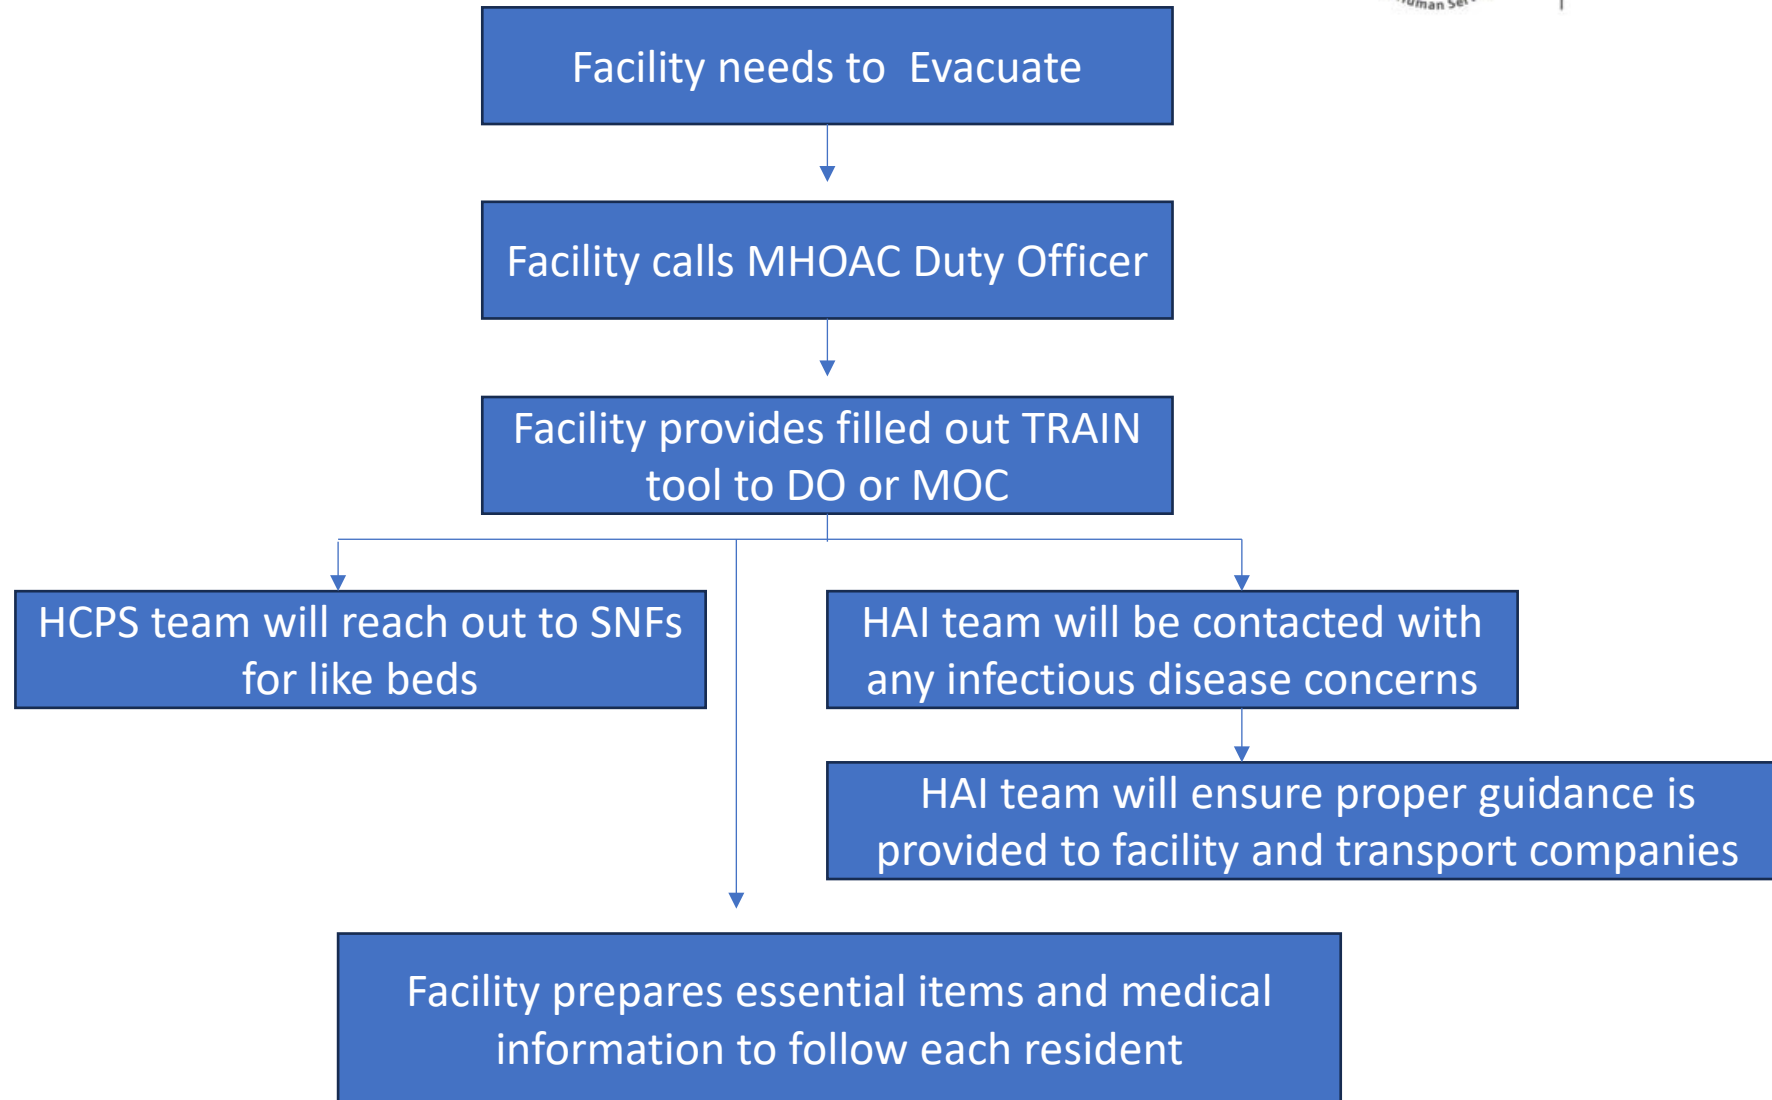 Human Ser
Facility needs to  Evacuate
Facility calls MHOAC Duty Officer
Facility provides filled out TRAIN
tool to DO or MOC
HCPS team will reach out to SNFs
for like beds
HAI team will be contacted with
any infectious disease concerns
HAI team will ensure proper guidance is
provided to facility and transport companies
Facility prepares essential items and medical
information to follow each resident